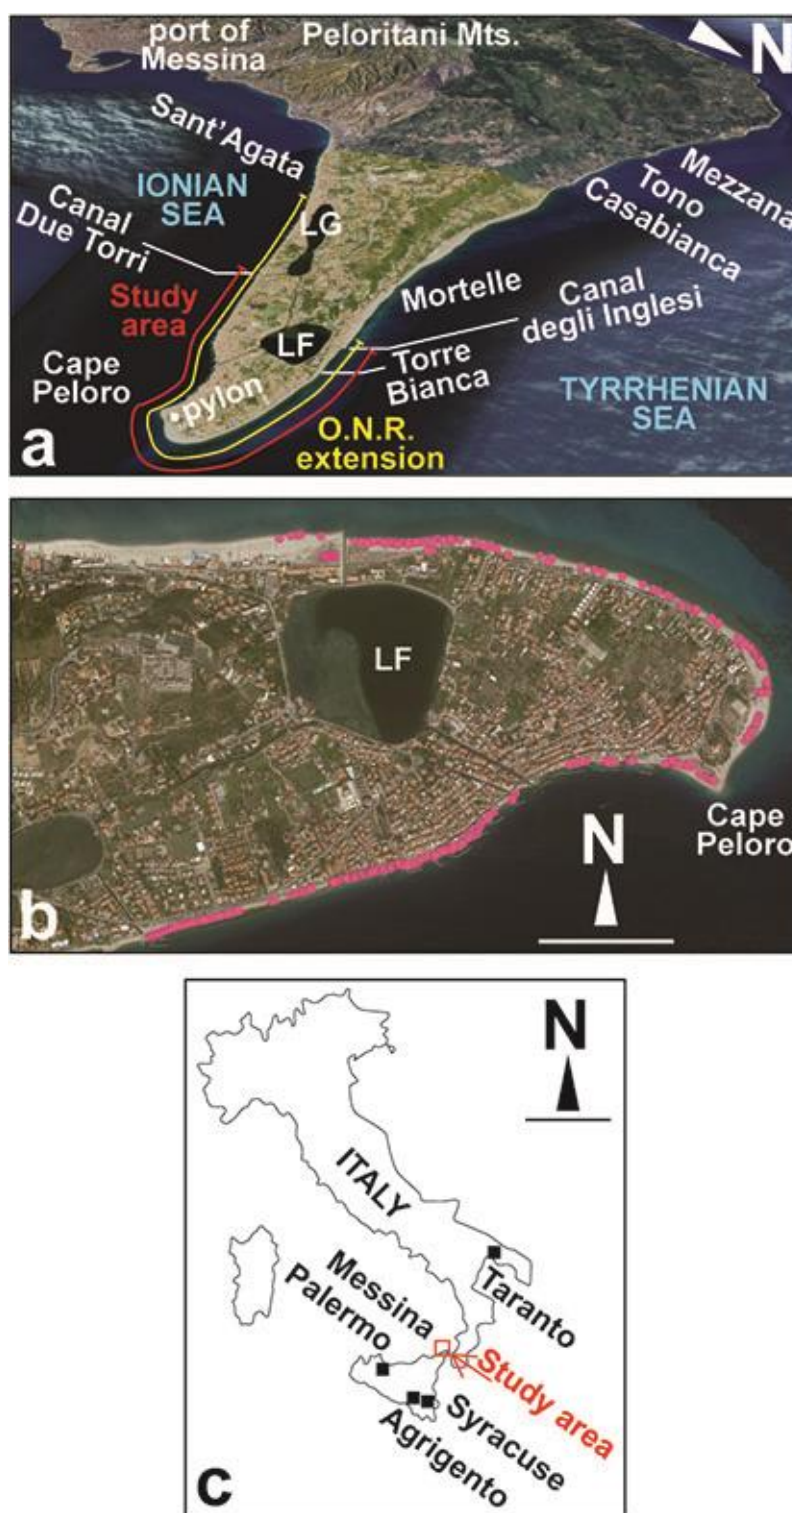 port of
Messina
Peloritani Mts.
N
Sant'Agata
IONIAN
SEA
Canal
Due Torri
Study
area
LG
Mezzana
Tono
Casabianca
Mortelle
Canal
degli Inglesi
LF
Torre
Bianca
Cape
Peloro
pylon
TYRRHENIAN
SEA
O.N.R.
extension
a
LF
Cape
Peloro
N
b
N
ITALY
Taranto
Messina
Palermo
Study area
Syracuse
Agrigento
c